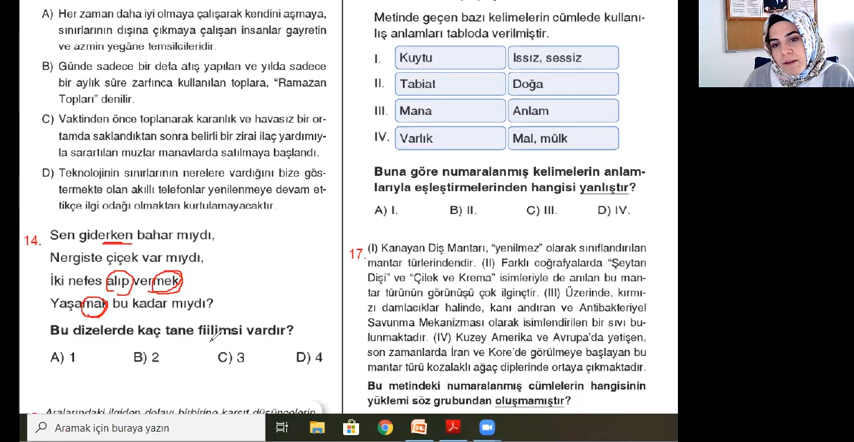 A) Her zaman daha iyi olmaya çalışarak kendini aşmaya,
sınırlarının dışına çıkmaya çalışan insanlar gayretin
ve azmin yegâne temsilcileridir.
B) Günde sadece bir defa atış yapılan ve yılda sadece
bir aylık süre zarfınca kullanılan toplara, “Ramazan
Topları” denilir.
C) Vaktinden önce toplanarak karanlık ve havasız bir or-
tamda saklandıktan sonra belirli bir zirai ilaç yardımıy-
la sarartılan muzlar manavlarda satılmaya başlandı.
D) Teknolojinin sınırlarının nerelere vardığını bize gös-
termekte olan akıllı telefonlar yenilenmeye devam et-
tikçe ilgi odağı olmaktan kurtulamayacaktır.
14. Sen giderken bahar mıydı,
Nergiste çiçek var mıydı,
İki nefes alıp vermek
Yaşamak bu kadar mıydı?
Bu dizelerde kaç tane fiilimsi vardır?
A) 1 B) 2 C) 3 D) 4
Aralarındaki ilgiden dolayı birbirine karşıt düşüncelerin
Metinde geçen bazı kelimelerin cümlede kullanı-
lış anlamları tabloda verilmiştir.
I. Kuytu Issız, sessiz
II. Tabiat Doğa
III. Mana Anlam
IV. Varlık Mal, mülk
Buna göre numaralanmış kelimelerin anlam-
larıyla eşleştirmelerinden hangisi yanlıştır?
A) I. B) II. C) III. D) IV.
17. (I) Kanayan Diş Mantarı, “yenilmez” olarak sınıflandırılan
mantar türlerindendir. (II) Farklı coğrafyalarda “Şeytan
Dişi” ve “Çilek ve Krema” isimleriyle de anılan bu man-
tar türünün görünüşü çok ilginçtir. (III) Üzerinde, kırmı-
zı damlacıklar halinde, kanı andıran ve Antibakteriyel
Savunma Mekanizması olarak isimlendirilen bir sıvı bu-
lunmaktadır. (IV) Kuzey Amerika ve Avrupa’da yetişen,
son zamanlarda İran ve Kore’de görülmeye başlayan bu
mantar türü kozalaklı ağaç diplerinde ortaya çıkmaktadır.
Bu metindeki numaralanmış cümlelerin hangisinin
yüklemi söz grubundan oluşmamıştır?
Aramak için buraya yazın